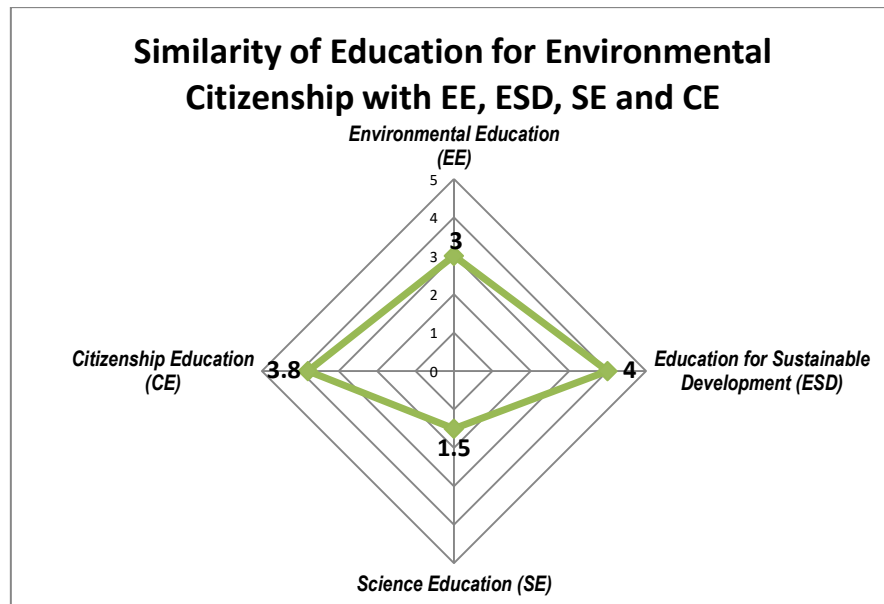 Similarity of Education for Environmental
Citizenship with EE, ESD, SE and CE
Environmental Education
(EE)
5
4
3
3
2
1
0
Citizenship Education
(CE)
3.8
4
Education for Sustainable
Development (ESD)
1.5
Science Education (SE)